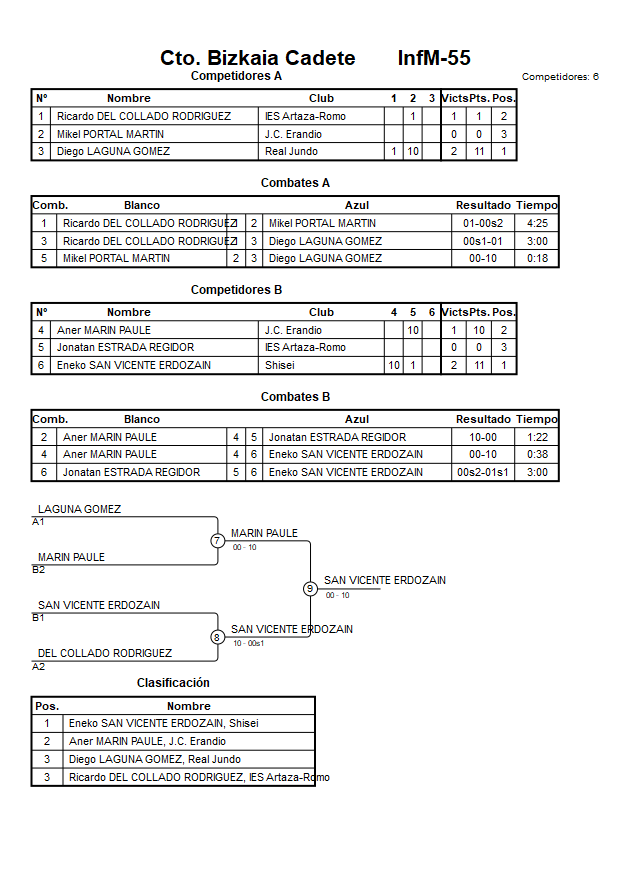 Cto. Bizkaia Cadete InfM-55
Competidores A Competidores: 6
Nº Nombre Club 1 2 3 Victs Pts. Pos.
1 Ricardo DEL COLLADO RODRIGUEZ IES Artaza-Romo 1 1 1 2
2 Mikel PORTAL MARTIN J.C. Erandio 0 0 3
3 Diego LAGUNA GOMEZ Real Jundo 1 10 2 11 1
Combates A
Comb. Blanco Azul Resultado Tiempo
1 Ricardo DEL COLLADO RODRIGUEZ 1 2 Mikel PORTAL MARTIN 01-00s2 4:25
3 Ricardo DEL COLLADO RODRIGUEZ 1 3 Diego LAGUNA GOMEZ 00s1-01 3:00
5 Mikel PORTAL MARTIN 2 3 Diego LAGUNA GOMEZ 00-10 0:18
Competidores B
Nº Nombre Club 4 5 6 Victs Pts. Pos.
4 Aner MARIN PAULE J.C. Erandio 10 1 10 2
5 Jonatan ESTRADA REGIDOR IES Artaza-Romo 0 0 3
6 Eneko SAN VICENTE ERDOZAIN Shisei 10 1 2 11 1
Combates B
Comb. Blanco Azul Resultado Tiempo
2 Aner MARIN PAULE 4 5 Jonatan ESTRADA REGIDOR 10-00 1:22
4 Aner MARIN PAULE 4 6 Eneko SAN VICENTE ERDOZAIN 00-10 0:38
6 Jonatan ESTRADA REGIDOR 5 6 Eneko SAN VICENTE ERDOZAIN 00s2-01s1 3:00
LAGUNA GOMEZ
A1
7 MARIN PAULE
00 - 10
MARIN PAULE
B2
9 SAN VICENTE ERDOZAIN
00 - 10
SAN VICENTE ERDOZAIN
B1
8 SAN VICENTE ERDOZAIN
10 - 00s1
DEL COLLADO RODRIGUEZ
A2
Clasificación
Pos. Nombre
1 Eneko SAN VICENTE ERDOZAIN, Shisei
2 Aner MARIN PAULE, J.C. Erandio
3 Diego LAGUNA GOMEZ, Real Jundo
3 Ricardo DEL COLLADO RODRIGUEZ, IES Artaza-Romo